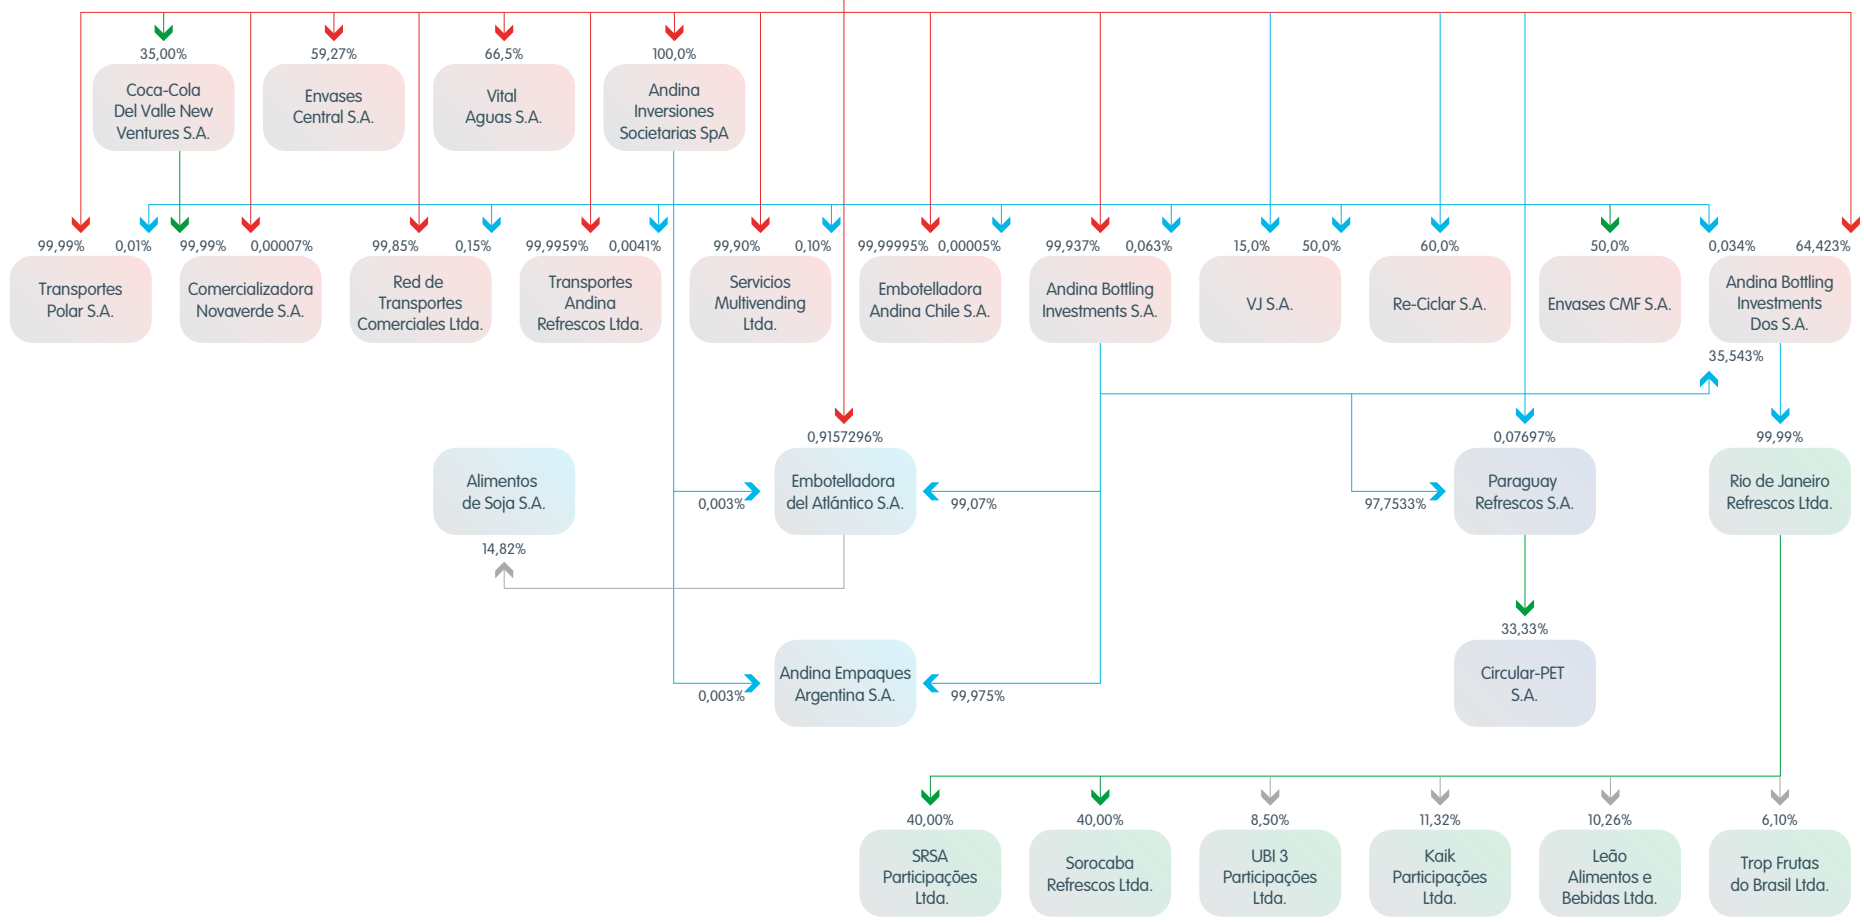 35,00%
59,27%
66,5%
100,0%
Coca-Cola
Del Valle New
Ventures S.A.
Envases
Central S.A.
Vital
Aguas S.A.
Andina
Inversiones
Societarias SpA
99,99%
0,01%
99,99%
0,00007%
99,85%
0,15%
99,9959%
0,0041%
99,90%
0,10%
99,99995%
0,00005%
99,937%
0,063%
15,0%
50,0%
60,0%
50,0%
0,034%
64,423%
Transportes
Polar S.A.
Comercializadora
Novaverde S.A.
Red de
Transportes
Comerciales Ltda.
Transportes
Andina
Refrescos Ltda.
Servicios
Multivending
Ltda.
Embotelladora
Andina Chile S.A.
Andina Bottling
Investments S.A.
VJ S.A.
Re-Ciclar S.A.
Envases CMF S.A.
Andina Bottling
Investments
Dos S.A.
35,543%
0,9157296%
0,07697%
99,99%
Alimentos
de Soja S.A.
14,82%
0,003%
Embotelladora
del Atlántico S.A.
99,07%
97,7533%
Paraguay
Refrescos S.A.
Rio de Janeiro
Refrescos Ltda.
33,33%
0,003%
Andina Empaques
Argentina S.A.
99,975%
Circular-PET
S.A.
40,00%
40,00%
8,50%
11,32%
10,26%
6,10%
SRSA
Participações
Ltda.
Sorocaba
Refrescos Ltda.
UBI 3
Participações
Ltda.
Kaik
Participações
Ltda.
Leão
Alimentos e
Bebidas Ltda.
Trop Frutas
do Brasil Ltda.